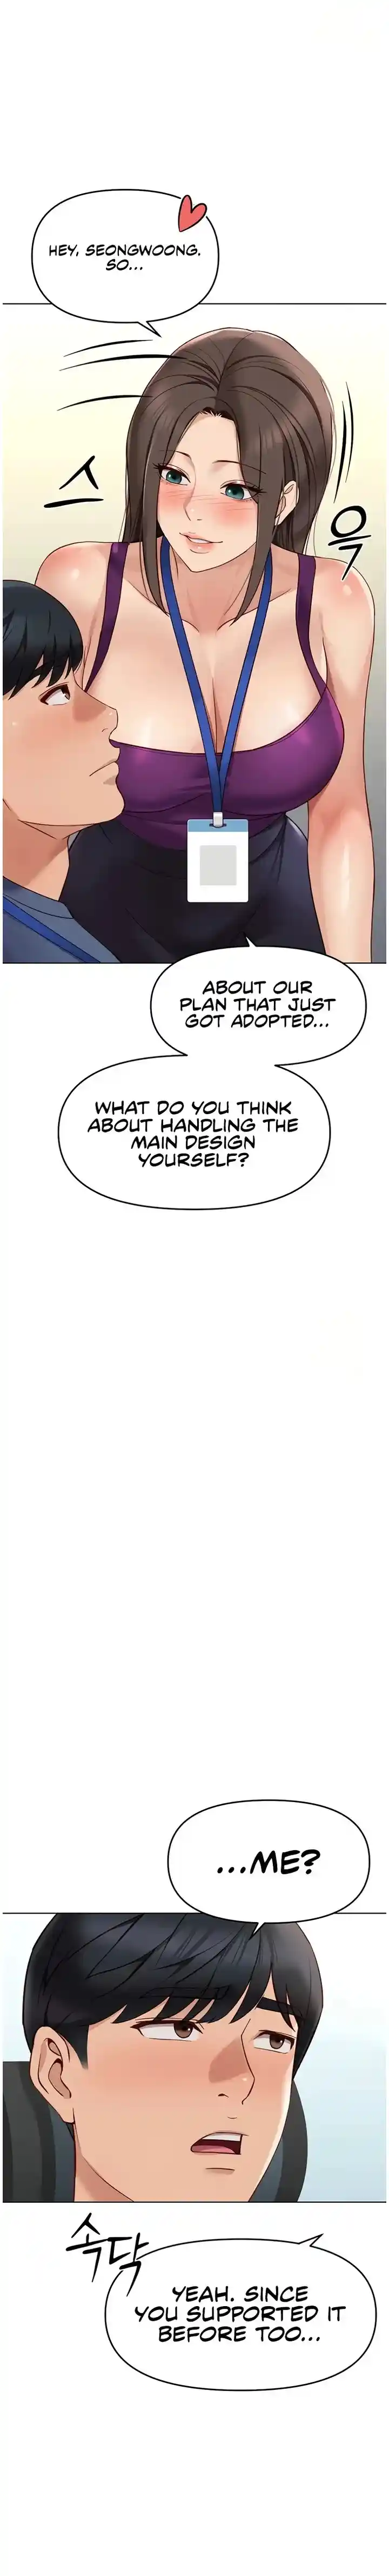 HEY, SEONGWOONG.
SO...
스
윽
ABOUT OUR
PLAN THAT JUST
GOT ADOPTED...
WHAT DO YOU THINK
ABOUT HANDLING THE
MAIN DESIGN
YOURSELF?
...ME?
속닥
YEAH. SINCE
YOU SUPPORTED IT
BEFORE TOO...